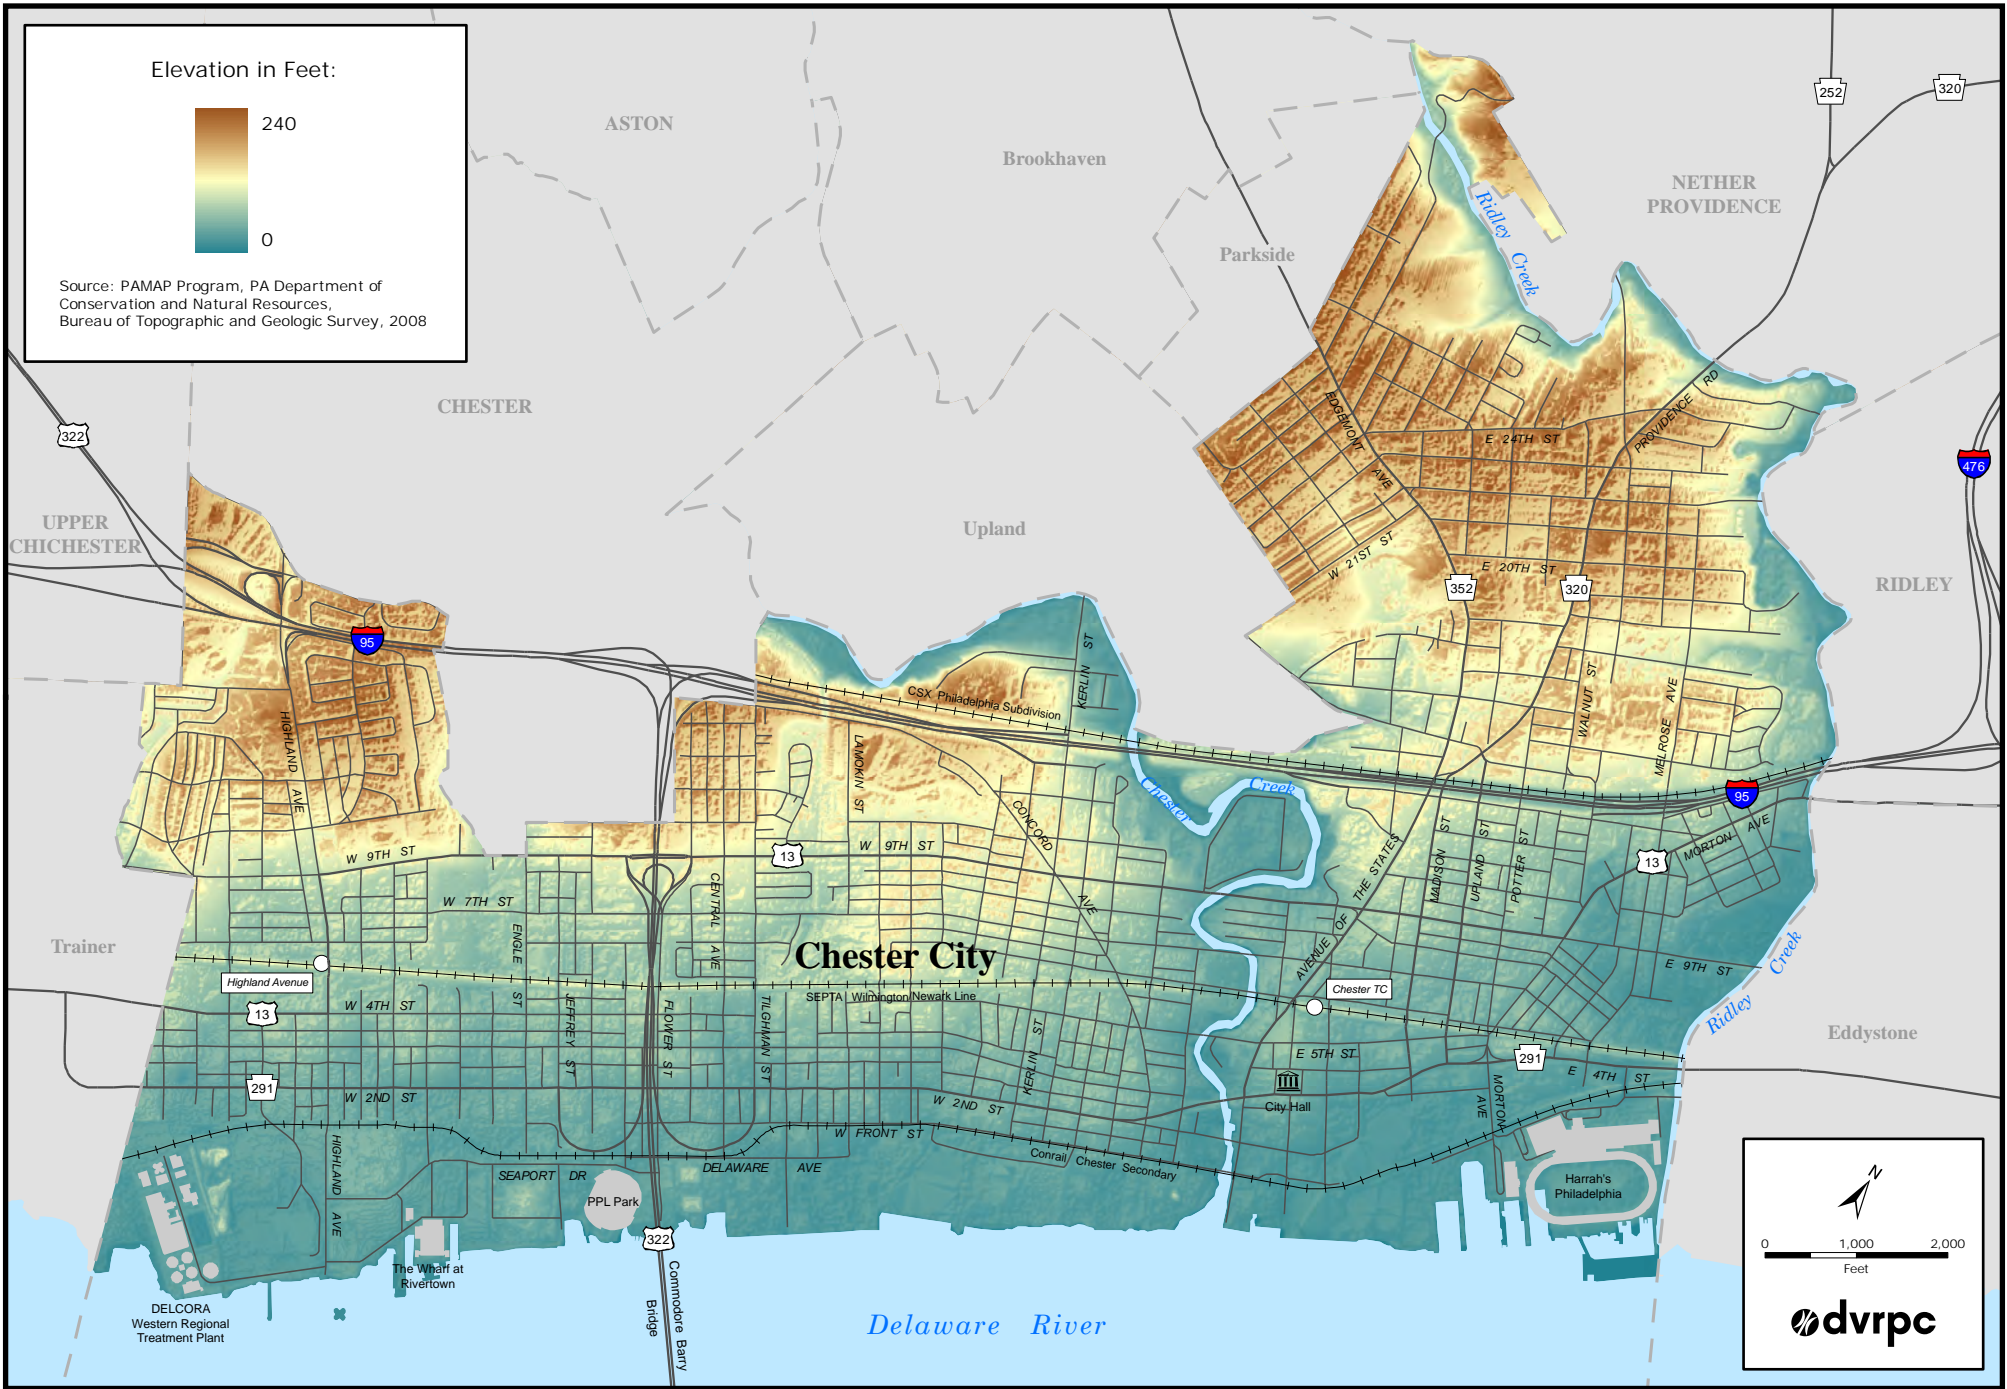 Elevation in Feet:
240
0
Source: PAMAP Program, PA Department of
Conservation and Natural Resources,
Bureau of Topographic and Geologic Survey, 2008
ASTON
Brookhaven
Parkside
NETHER
PROVIDENCE
252
320
Ridley Creek
CHESTER
322
UPPER
CHICHESTER
Upland
476
RIDLEY
EDGEMONT
AVE
E 24TH ST
PROVIDENCE RD
W 21ST ST
E 20TH ST
352
320
95
KERLIN ST
CSX Philadelphia Subdivision
HIGHLAND
AVE
LAMOKIN ST
WALNUT ST
MELROSE AVE
Chester Creek
CONCORD
AVE
95
MORTON AVE
13
W 9TH ST
13
W 9TH ST
AVENUE OF THE STATES
MADISON ST
UPLAND ST
POTTER ST
W 7TH ST
ENGLE ST
CENTRAL AVE
Trainer
Chester City
Highland Avenue
SEPTA Wilmington/Newark Line
Chester TC
E 9TH ST
Ridley Creek
Eddystone
13
W 4TH ST
JEFFREY ST
FLOWER ST
TILGHMAN ST
KERLIN ST
E 5TH ST
291
E 4TH ST
291
W 2ND ST
W 2ND ST
City Hall
MORTON
AVE
HIGHLAND AVE
W FRONT ST
Conrail Chester Secondary
SEAPORT DR
DELAWARE AVE
PPL Park
Harrah's
Philadelphia
322
Commodore Barry
Bridge
The Wharf at
Rivertown
DELCORA
Western Regional
Treatment Plant
Delaware River
N
0 1,000 2,000
Feet
dvrpc